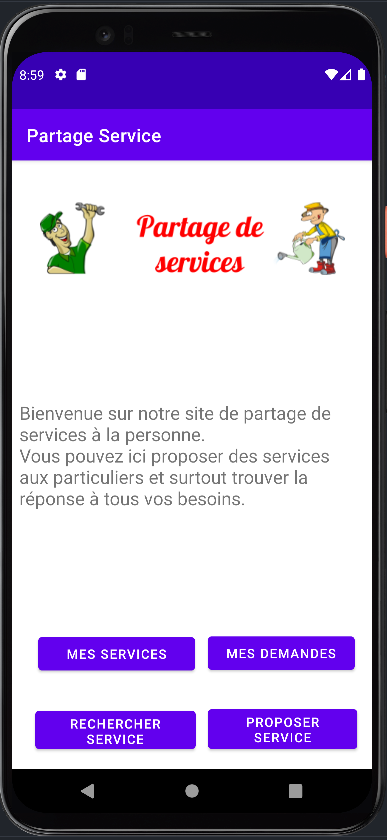 8:59
Partage Service
Partage de
services
Bienvenue sur notre site de partage de
services à la personne.
Vous pouvez ici proposer des services
aux particuliers et surtout trouver la
réponse à tous vos besoins.
MES SERVICES
MES DEMANDES
RECHERCHER
SERVICE
PROPOSER
SERVICE